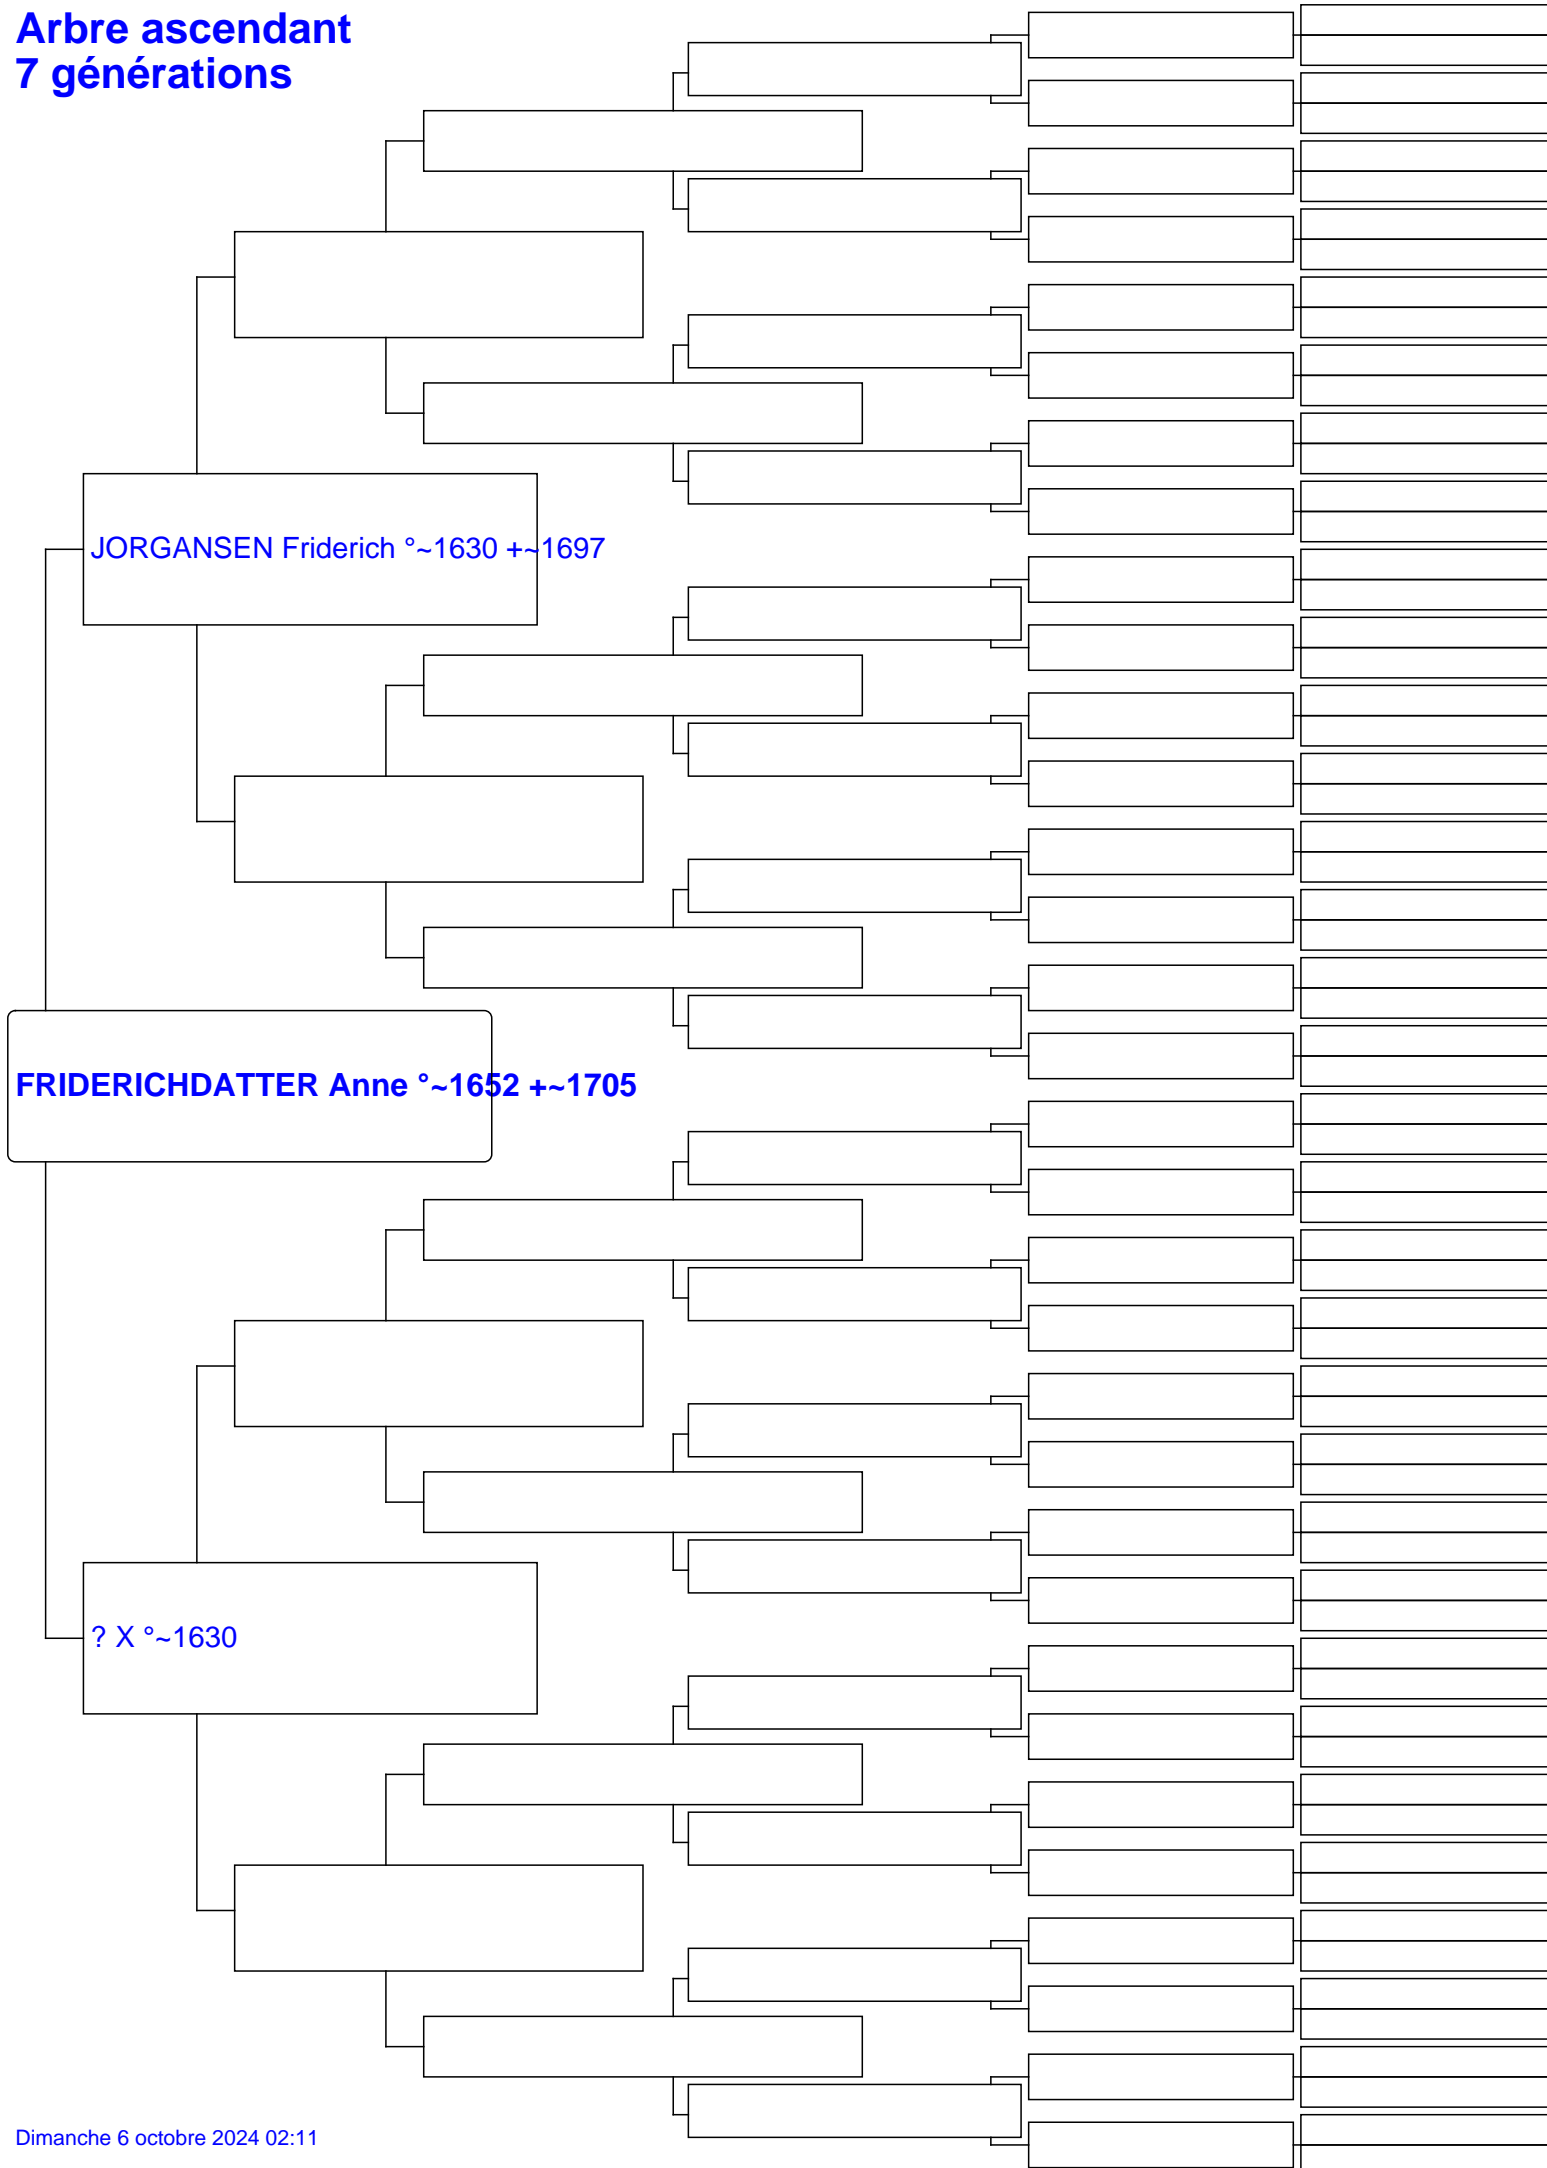 Arbre ascendant
7 générations
JORGANSEN Friderich °~1630 +~1697
FRIDERICHDATTER Anne °~1652 +~1705
? X °~1630
Dimanche 6 octobre 2024 02:11